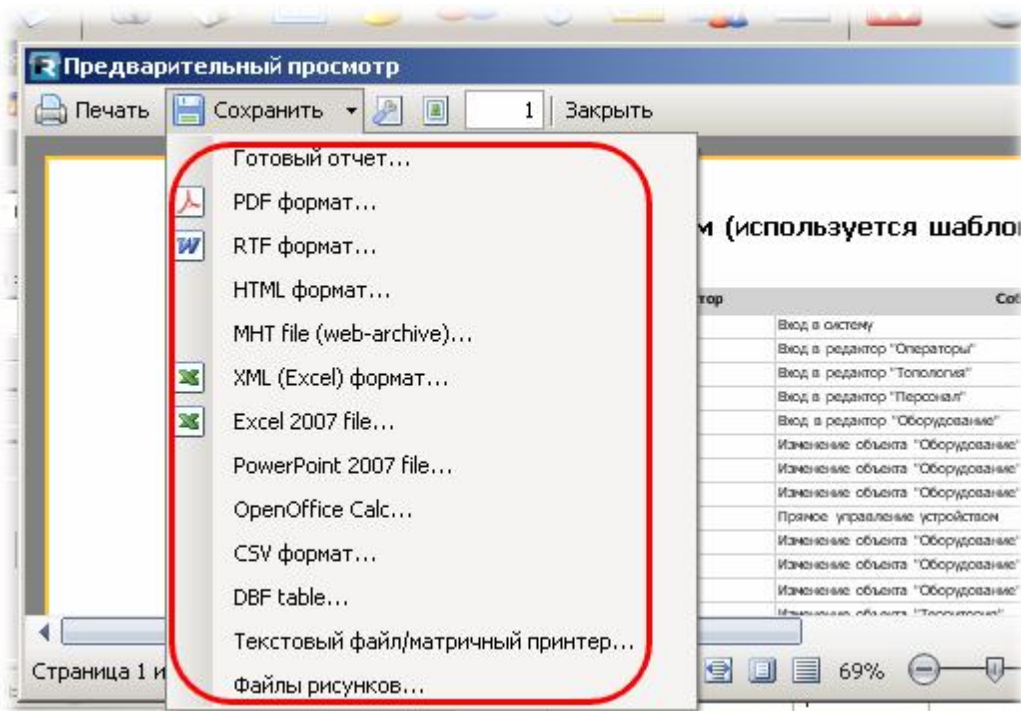 Предварительный просмотр
Печать Сохранить 1 Закрыть
Готовый отчет...
PDF формат...
RTF формат...
HTML формат...
MHT file (web-archive)...
XML (Excel) формат...
Excel 2007 file...
PowerPoint 2007 file...
OpenOffice Calc...
CSV формат...
DBF table...
Текстовый файл/матричный принтер...
Файлы рисунков...
м (используется шабло
тор
Вход в систему
Вход в редактор "Операторы"
Вход в редактор "Топология"
Вход в редактор "Персонал"
Вход в редактор "Оборудование"
Изменение объекта "Оборудование"
Изменение объекта "Оборудование"
Изменение объекта "Оборудование"
Прямое управление устройством
Изменение объекта "Оборудование"
Изменение объекта "Оборудование"
Изменение объекта "Оборудование"
Изменение объекта "Территория"
Страница 1 и
69%